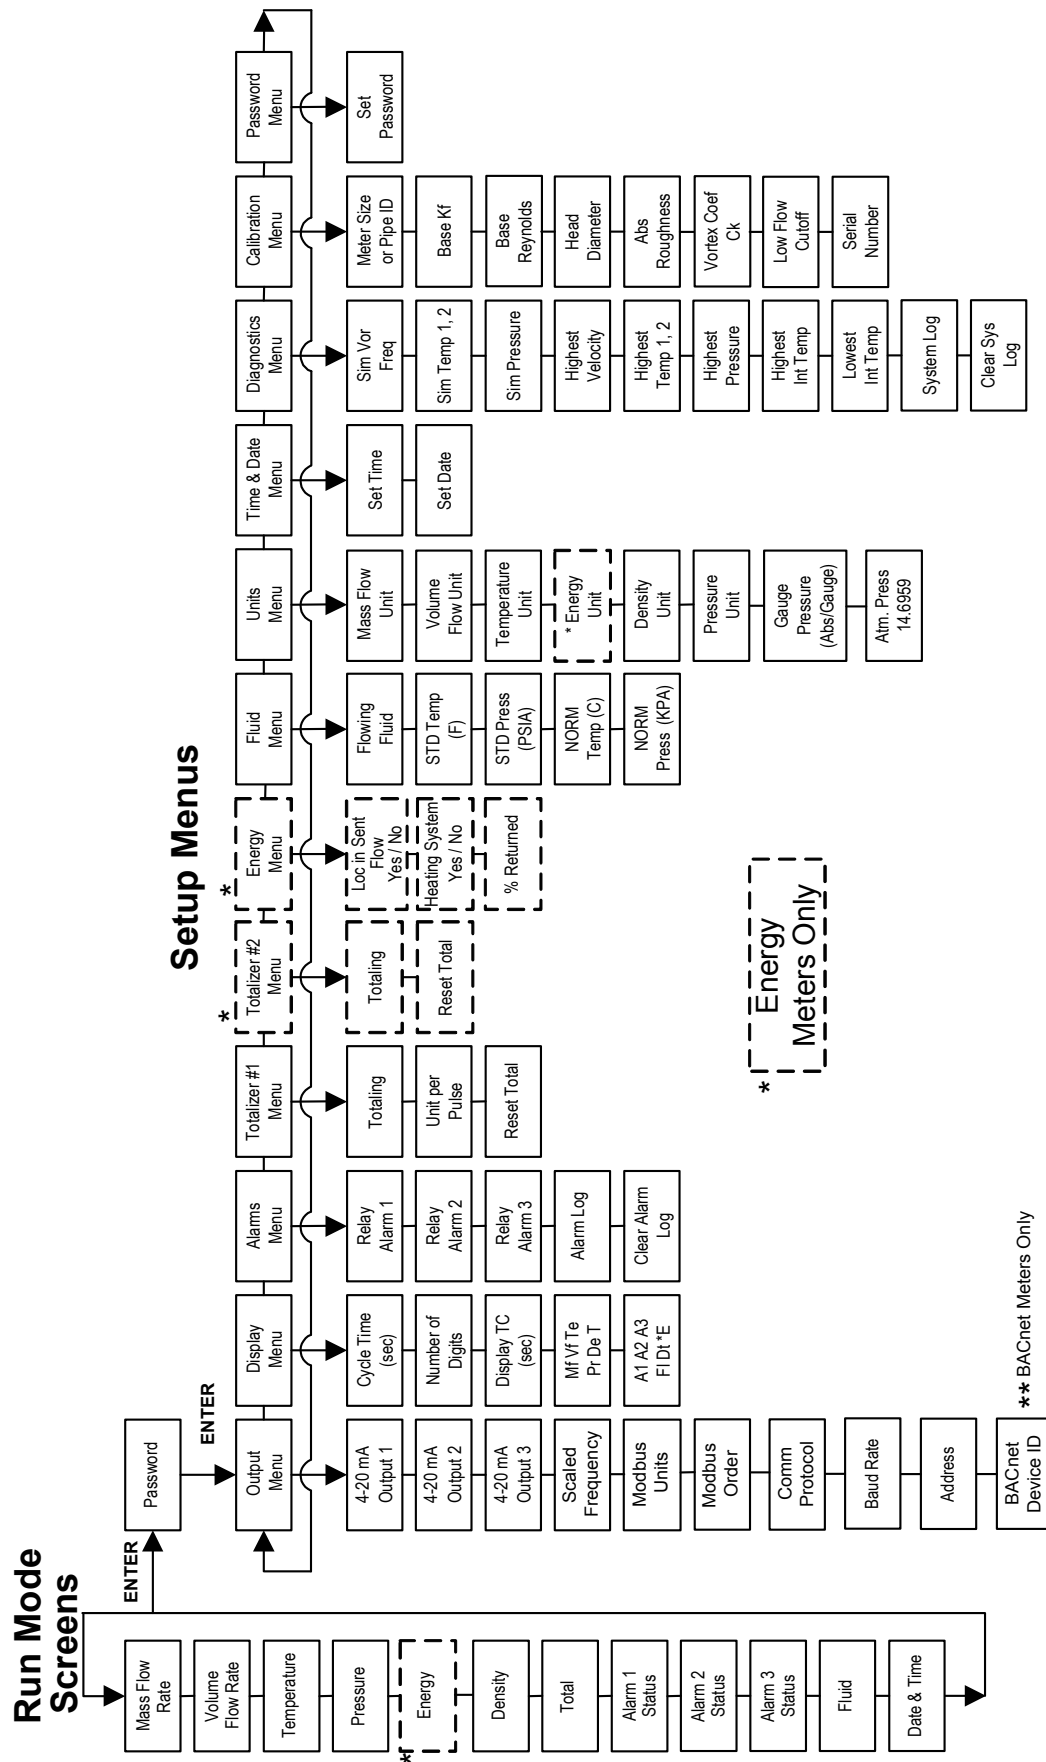 Run Mode
Screens
Mass Flow
Rate
Volume
Flow Rate
Temperature
Pressure
*
Energy
Density
Total
Alarm 1
Status
Alarm 2
Status
Alarm 3
Status
Fluid
Date & Time
ENTER
Password
ENTER
Setup Menus
Output
Menu
4-20 mA
Output 1
4-20 mA
Output 2
4-20 mA
Output 3
Scaled
Frequency
Modbus
Units
Modbus
Order
Comm
Protocol
Baud Rate
Address
BACnet
Device ID
** BACnet Meters Only
Display
Menu
Cycle Time
(sec)
Number of
Digits
Display TC
(sec)
Mf Vf Te
Pr De T
A1 A2 A3
Fl Dt *E
Alarms
Menu
Relay
Alarm 1
Relay
Alarm 2
Relay
Alarm 3
Alarm Log
Clear Alarm
Log
Totalizer #1
Menu
Totaling
Unit per
Pulse
Reset Total
*
Totalizer #2
Menu
Totaling
Reset Total
*
Energy
Menu
Loc in Sent
Flow
Yes / No
Heating System
Yes / No
% Returned
Fluid
Menu
Flowing
Fluid
STD Temp
(F)
STD Press
(PSIA)
NORM
Temp (C)
NORM
Press (KPA)
Units
Menu
Mass Flow
Unit
Volume
Flow Unit
Temperature
Unit
* Energy
Unit
Density
Unit
Pressure
Unit
Gauge
Pressure
(Abs/Gauge)
Atm. Press
14.6959
Time & Date
Menu
Set Time
Set Date
Diagnostics
Menu
Sim Vor
Freq
Sim Temp 1, 2
Sim Pressure
Highest
Velocity
Highest
Temp 1, 2
Highest
Pressure
Highest
Int Temp
Lowest
Int Temp
System Log
Clear Sys
Log
Calibration
Menu
Meter Size
or Pipe ID
Base Kf
Base
Reynolds
Head
Diameter
Abs
Roughness
Vortex Coef
Ck
Low Flow
Cutoff
Serial
Number
Password
Menu
Set
Password
*
Energy
Meters Only